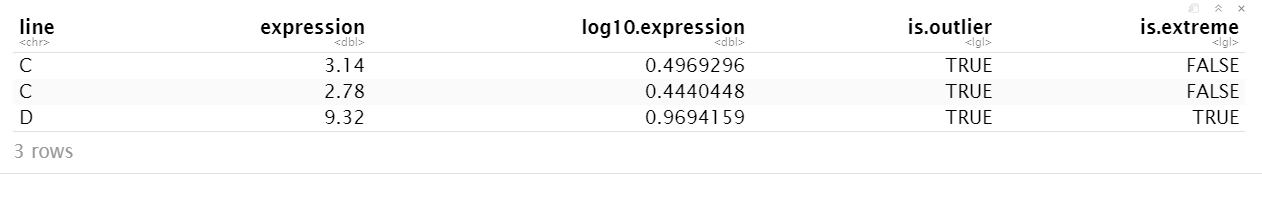 line expression log10.expression is.outlier is.extreme
<chr> <dbl> <dbl> <lgl> <lgl>
C 3.14 0.4969296 TRUE FALSE
C 2.78 0.4440448 TRUE FALSE
D 9.32 0.9694159 TRUE TRUE
3 rows